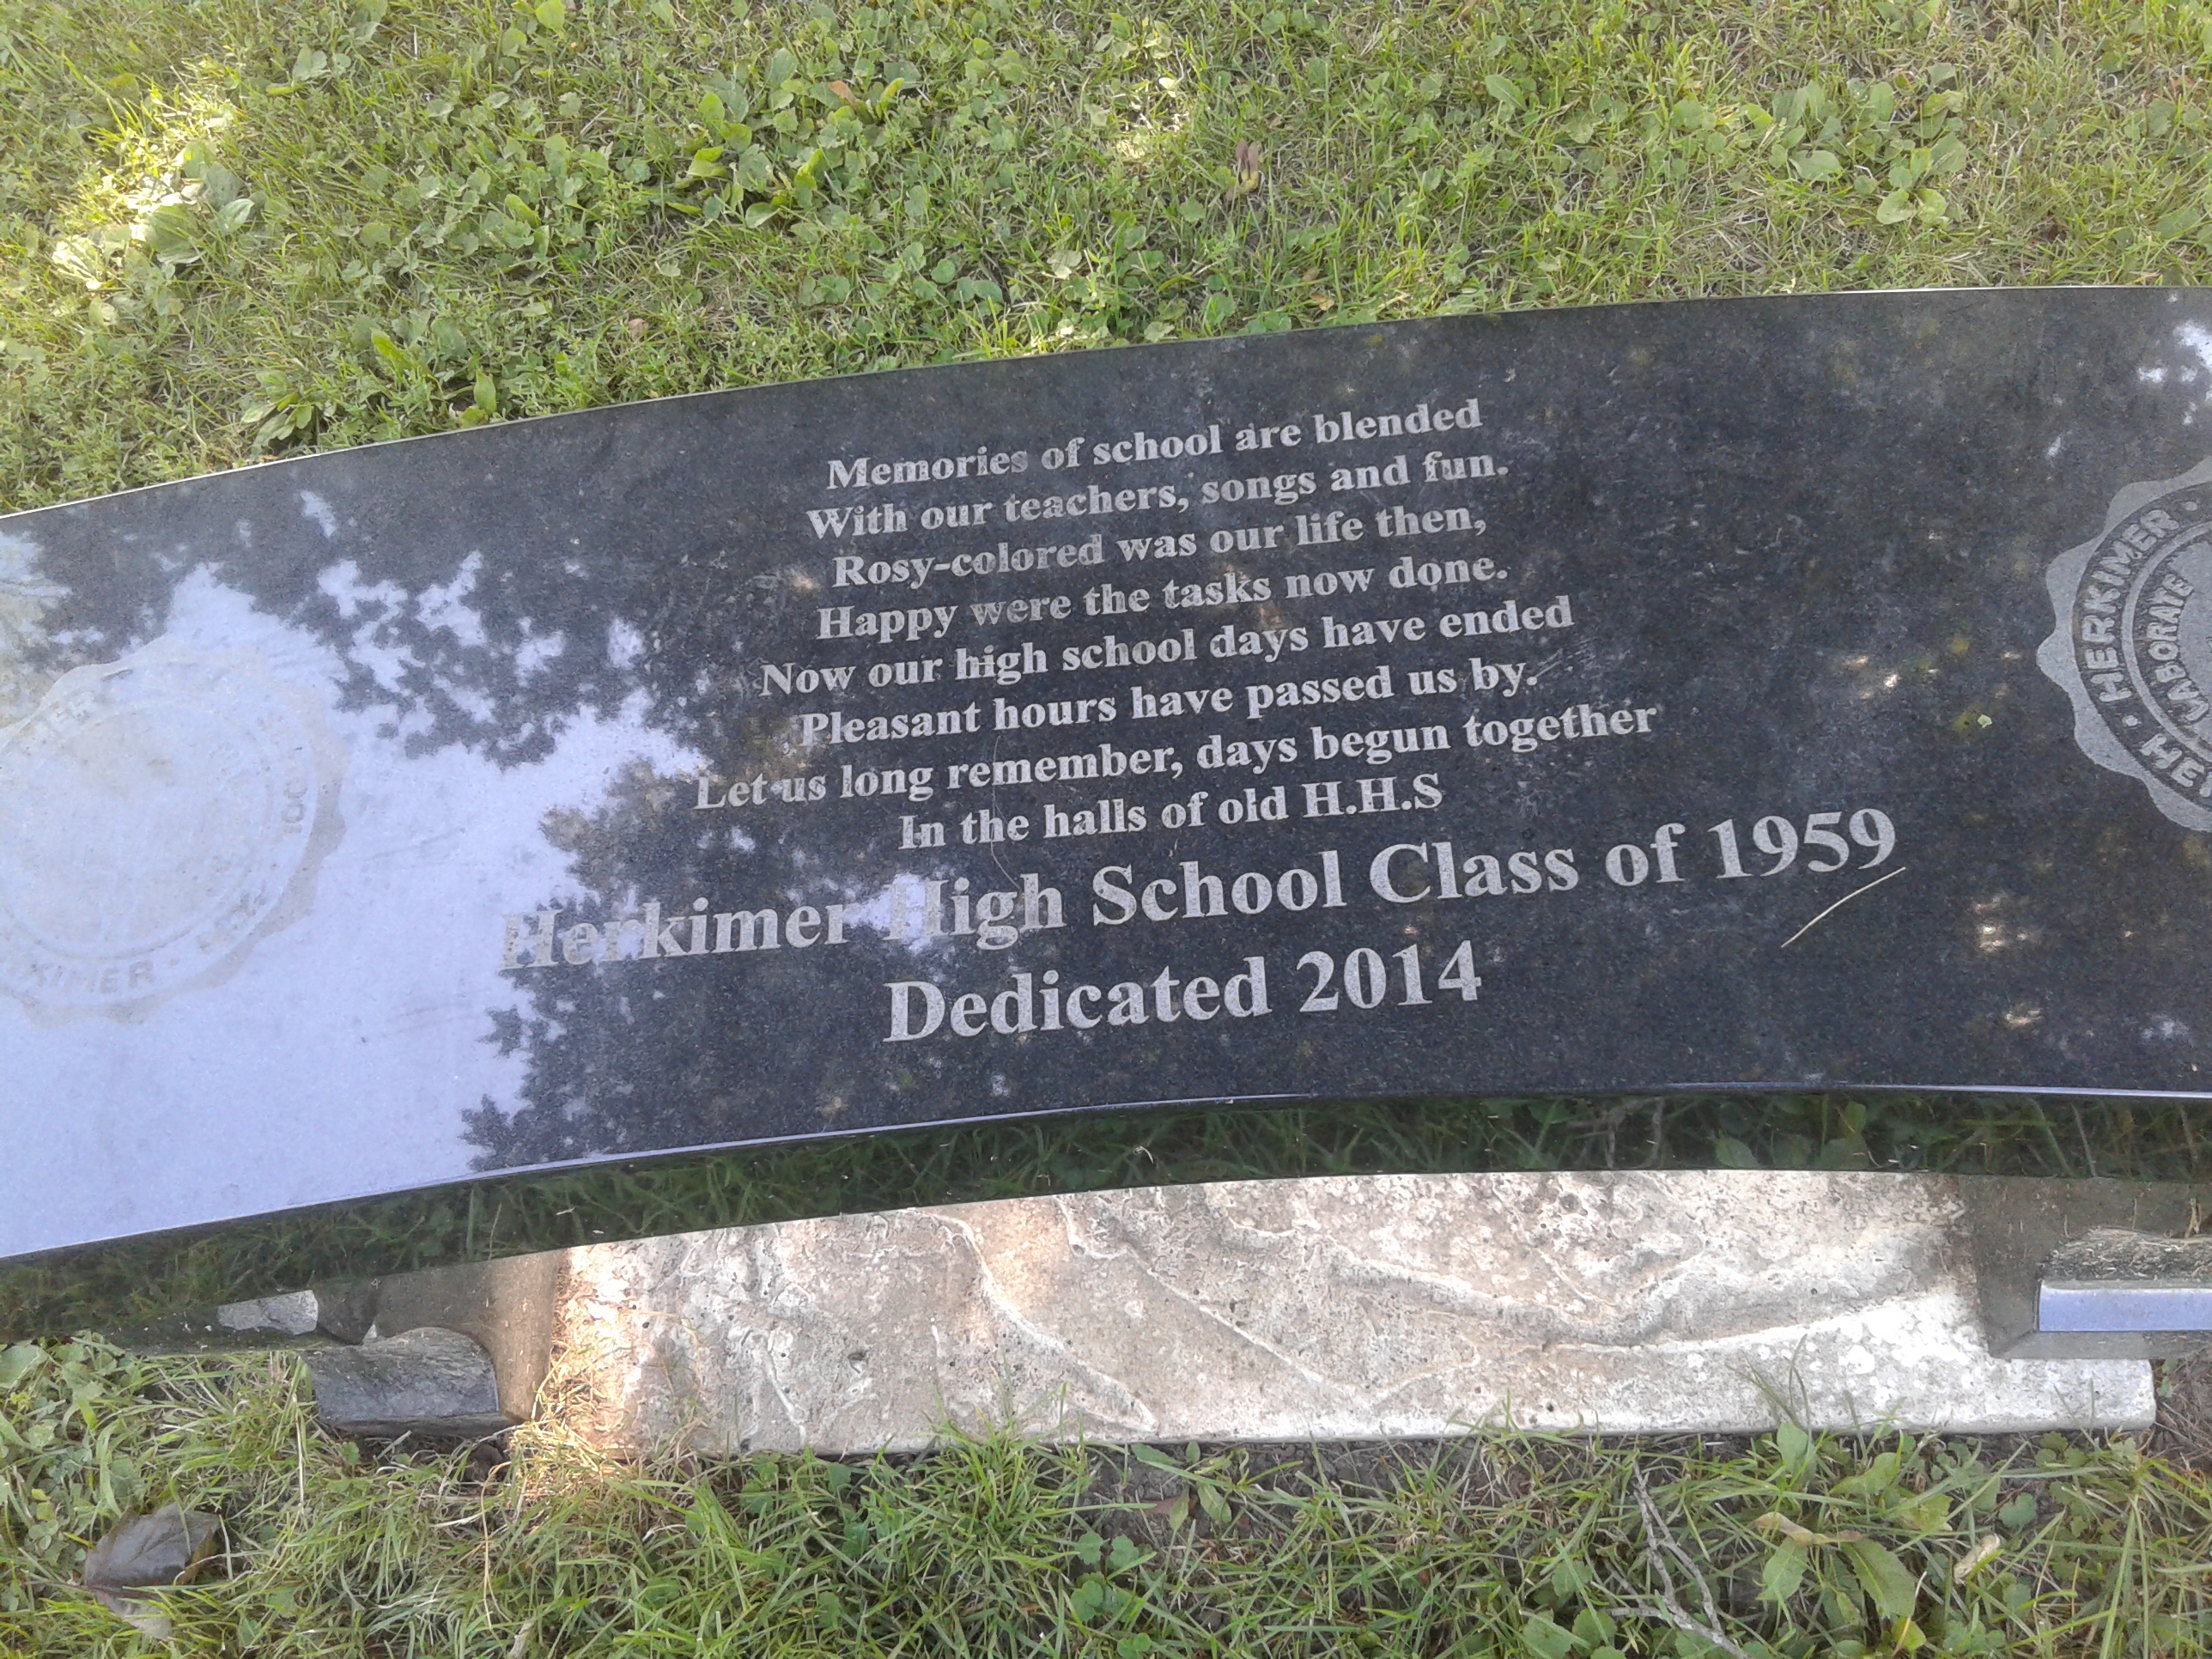 Memories of school are blended
With our teachers, songs and fun.
Rosy-colored was our life then,
Happy were the tasks now done.
Now our high school days have ended
Pleasant hours have passed us by.
Let us long remember, days begun together
In the halls of old H.H.S
Herkimer High School Class of 1959
Dedicated 2014
HERKIMER
LABORATE